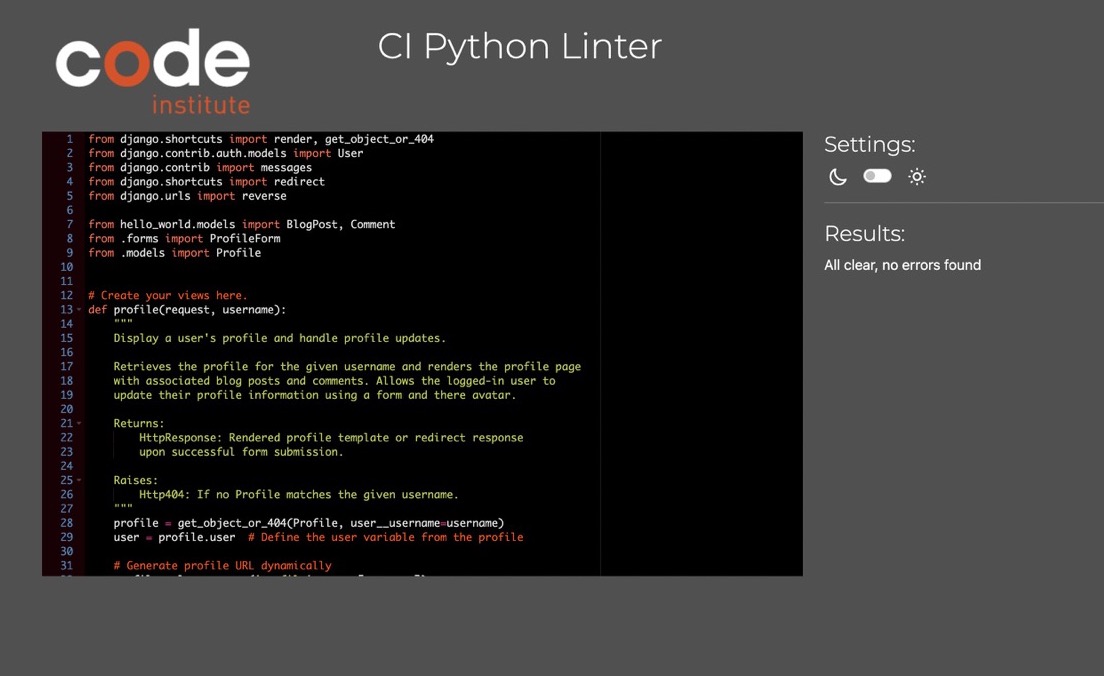 code
institute
CI Python Linter
1 from django.shortcuts import render, get_object_or_404
2 from django.contrib.auth.models import User
3 from django.contrib import messages
4 from django.shortcuts import redirect
5 from django.urls import reverse
6
7 from hello_world.models import BlogPost, Comment
8 from .forms import ProfileForm
9 from .models import Profile
10
11
12 # Create your views here.
13 def profile(request, username):
14     """
15     Display a user's profile and handle profile updates.
16
17     Retrieves the profile for the given username and renders the profile page
18     with associated blog posts and comments. Allows the logged-in user to
19     update their profile information using a form and there avatar.
20
21     Returns:
22         HttpResponse: Rendered profile template or redirect response
23         upon successful form submission.
24
25     Raises:
26         Http404: If no Profile matches the given username.
27     """
28     profile = get_object_or_404(Profile, user__username=username)
29     user = profile.user  # Define the user variable from the profile
30
31     # Generate profile URL dynamically
Settings:
Results:
All clear, no errors found